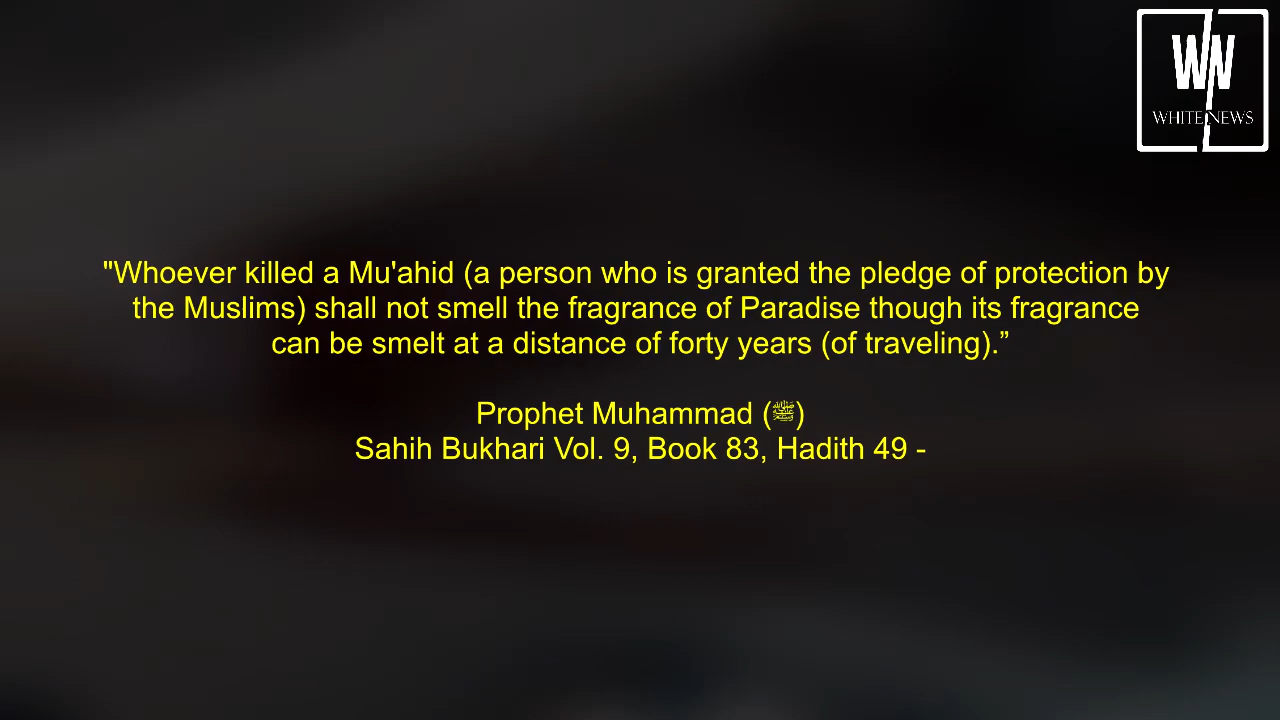 WN
WHITE NEWS
"Whoever killed a Mu'ahid (a person who is granted the pledge of protection by
the Muslims) shall not smell the fragrance of Paradise though its fragrance
can be smelt at a distance of forty years (of traveling).”
Prophet Muhammad (ﷺ)
Sahih Bukhari Vol. 9, Book 83, Hadith 49 -